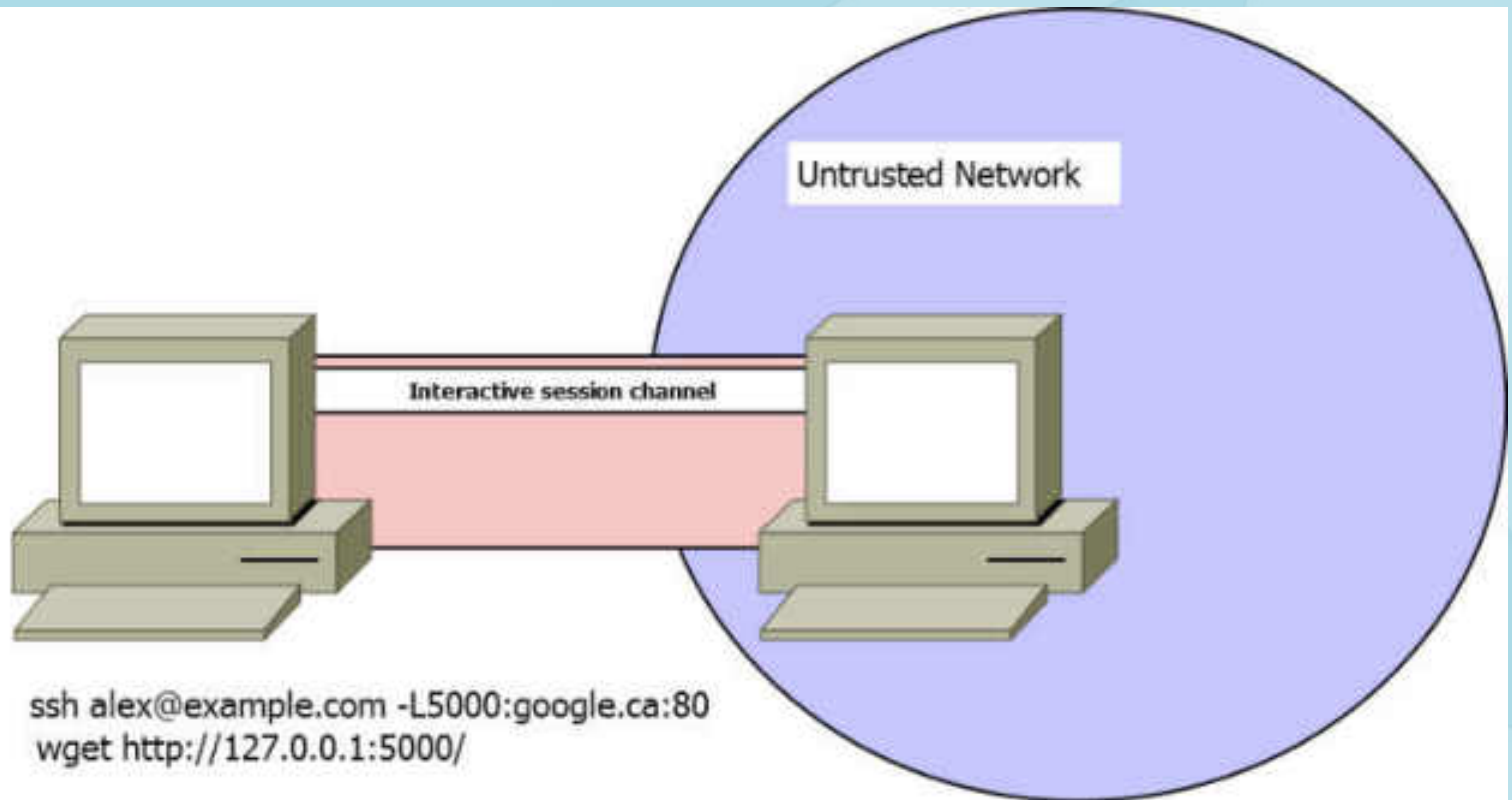 Untrusted Network
Interactive session channel
ssh alex@example.com -L5000:google.ca:80
wget http://127.0.0.1:5000/